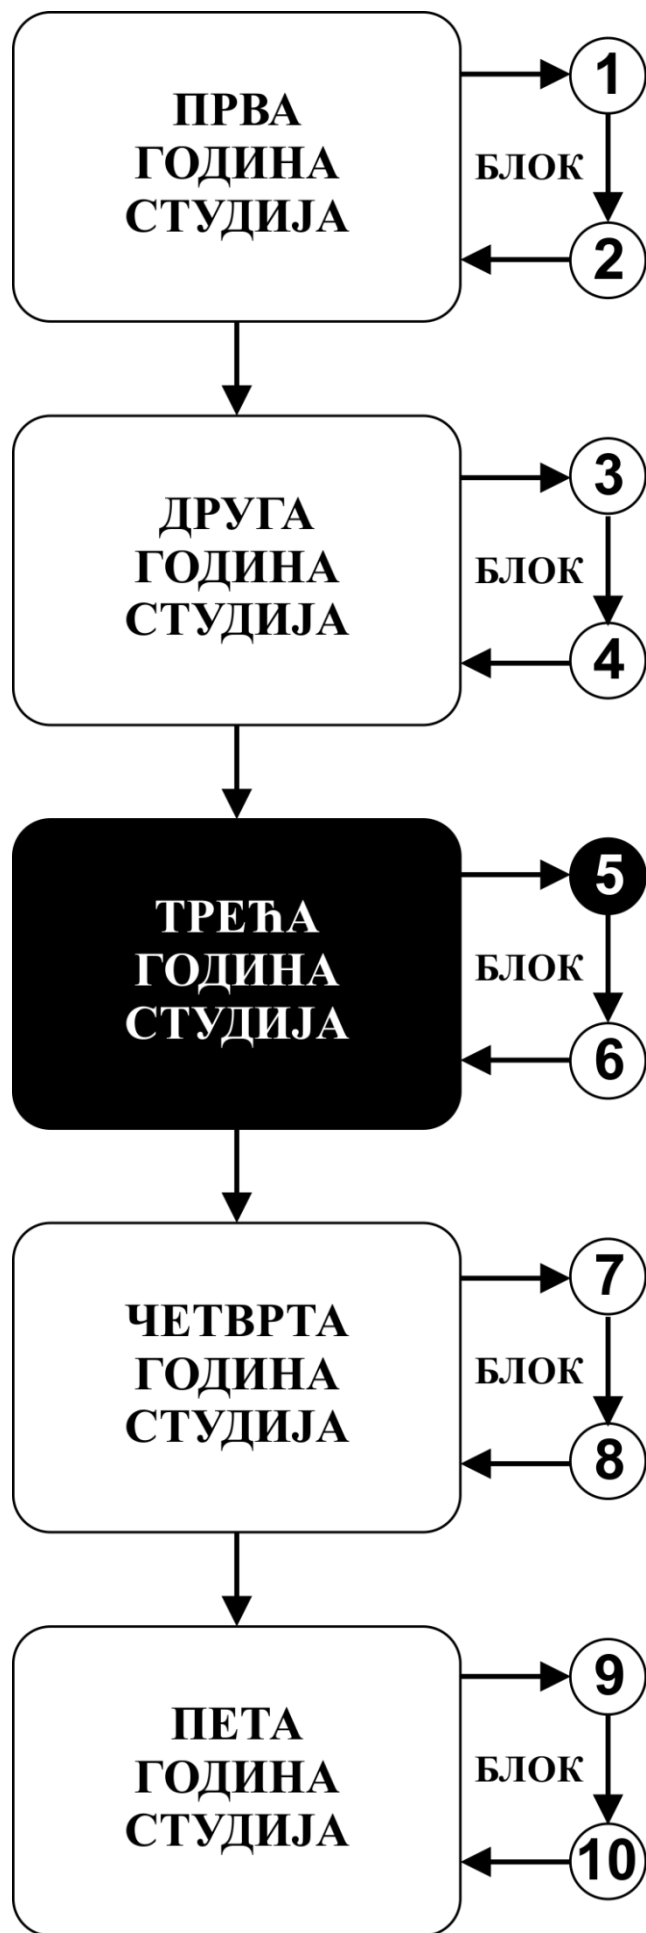 ПРВА
ГОДИНА
СТУДИЈА
1
БЛОК
2
ДРУГА
ГОДИНА
СТУДИЈА
3
БЛОК
4
ТРЕЋА
ГОДИНА
СТУДИЈА
5
БЛОК
6
ЧЕТВРТА
ГОДИНА
СТУДИЈА
7
БЛОК
8
ПЕТА
ГОДИНА
СТУДИЈА
9
БЛОК
10